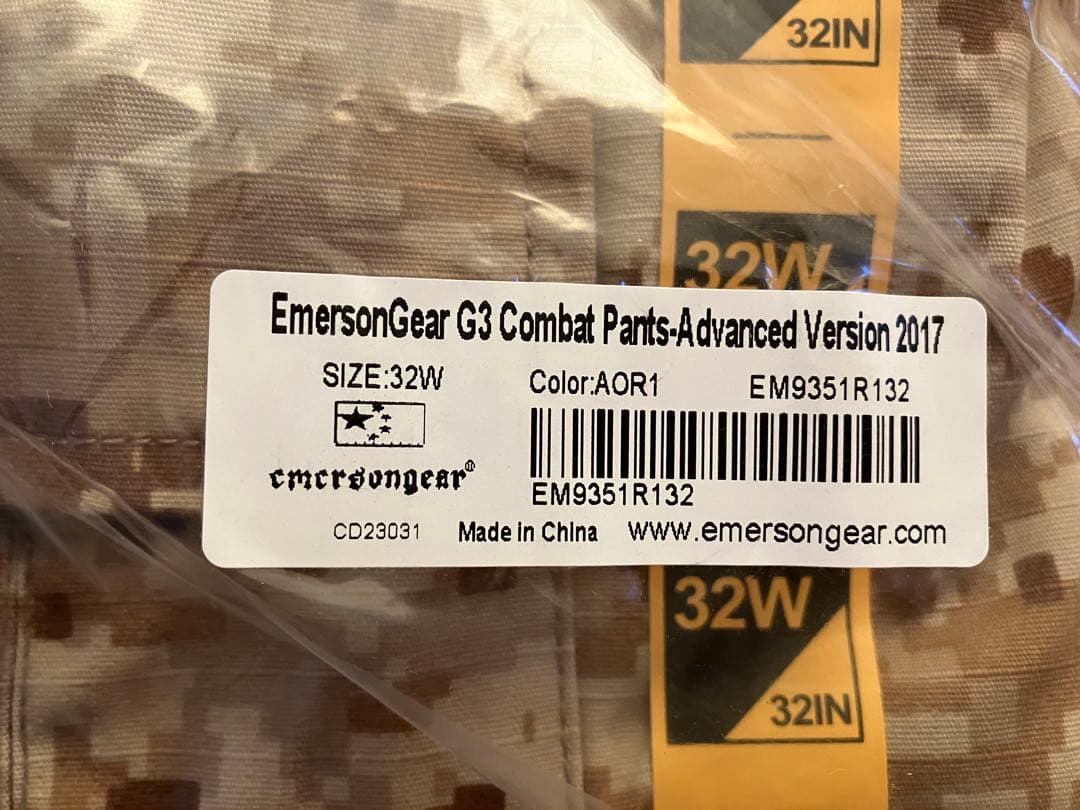 32IN
32W
EmersonGear G3 Combat Pants-Advanced Version 2017
SIZE:32W
Color:AOR1
EM9351R132
emersongear®
EM9351R132
CD23031
Made in China
www.emersongear.com
32W
32IN